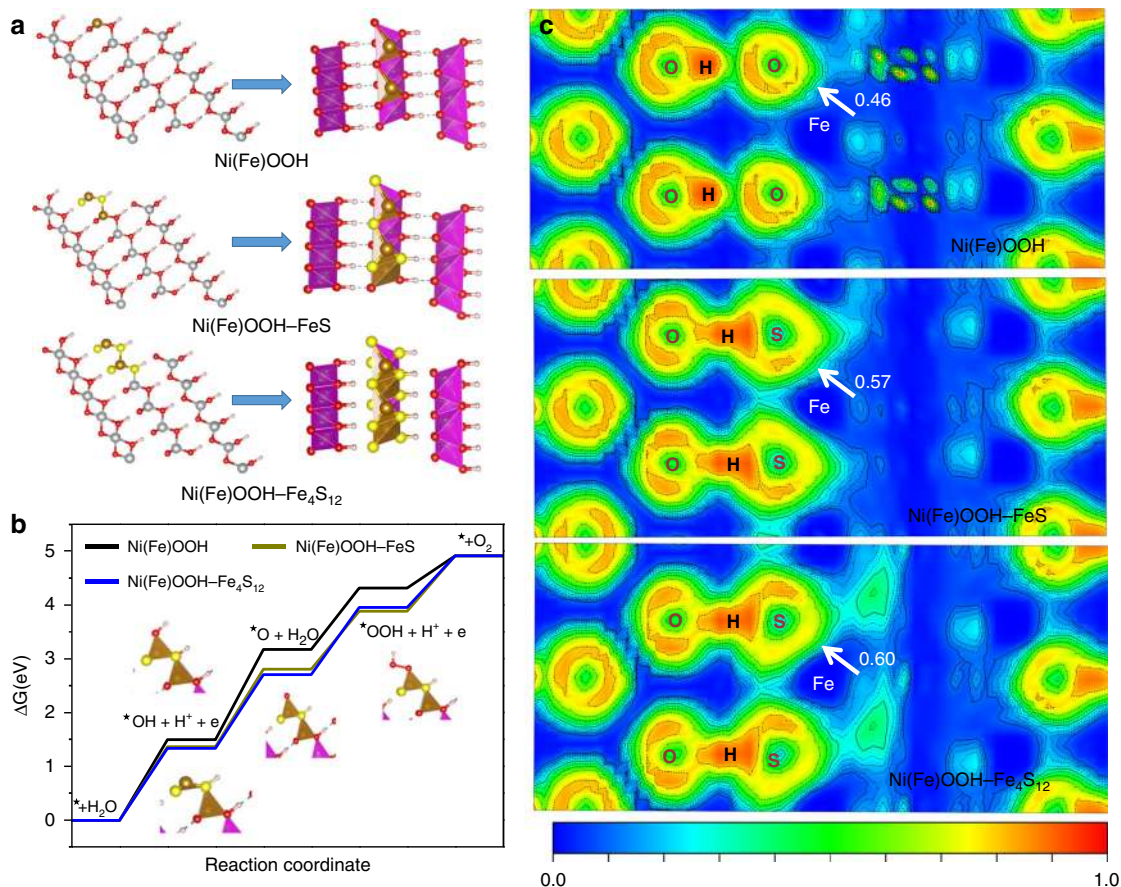 a
Ni(Fe)OOH
Ni(Fe)OOH–FeS
Ni(Fe)OOH–Fe₄S₁₂
b
Ni(Fe)OOH
Ni(Fe)OOH–FeS
Ni(Fe)OOH–Fe₄S₁₂
ΔG(eV)
5
4
3
2
1
0
★+H₂O
★OH + H⁺ + e
★O + H₂O
★OOH + H⁺ + e
★+O₂
Reaction coordinate
c
O H O
0.46
Fe
O H O
Ni(Fe)OOH
O H S
0.57
Fe
O H S
Ni(Fe)OOH–FeS
O H S
0.60
Fe
O H S
Ni(Fe)OOH–Fe₄S₁₂
0.0 1.0